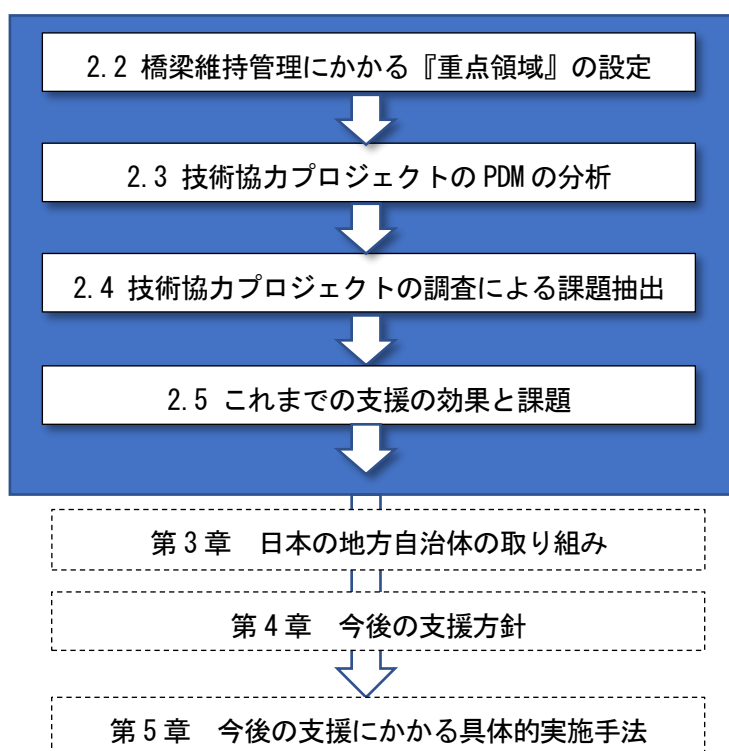 2.2 橋梁維持管理にかかる『重点領域』の設定
2.3 技術協力プロジェクトの PDM の分析
2.4 技術協力プロジェクトの調査による課題抽出
2.5 これまでの支援の効果と課題
第3章 日本の地方自治体の取り組み
第4章 今後の支援方針
第5章 今後の支援にかかる具体的実施手法